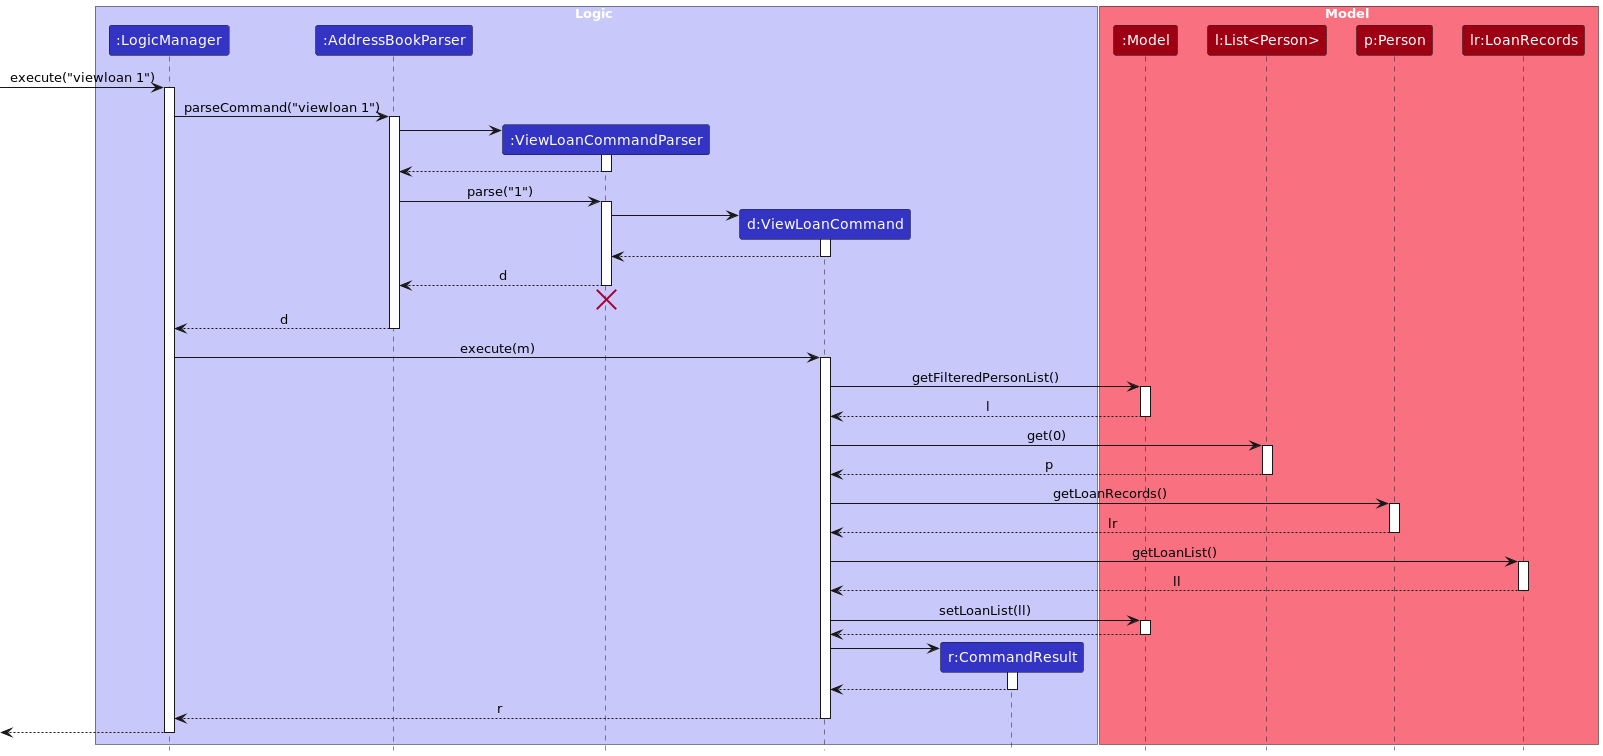 Logic
Model
:LogicManager
:AddressBookParser
:Model
l:List<Person>
p:Person
lr:LoanRecords
execute("viewloan 1")
parseCommand("viewloan 1")
:ViewLoanCommandParser
parse("1")
d:ViewLoanCommand
d
d
execute(m)
getFilteredPersonList()
l
get(0)
p
getLoanRecords()
lr
getLoanList()
ll
setLoanList(ll)
r:CommandResult
r